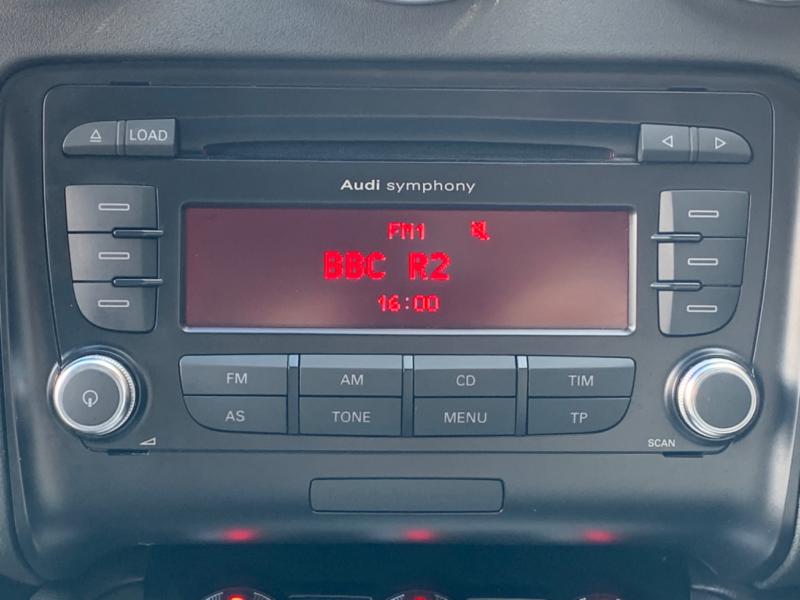 LOAD
Audi symphony
FM1
BBC R2
16:00
FM AM CD TIM
AS TONE MENU TP
SCAN